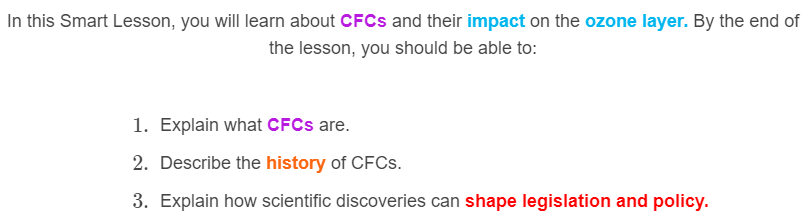 In this Smart Lesson, you will learn about CFCs and their impact on the ozone layer. By the end of
the lesson, you should be able to:
1. Explain what CFCs are.
2. Describe the history of CFCs.
3. Explain how scientific discoveries can shape legislation and policy.